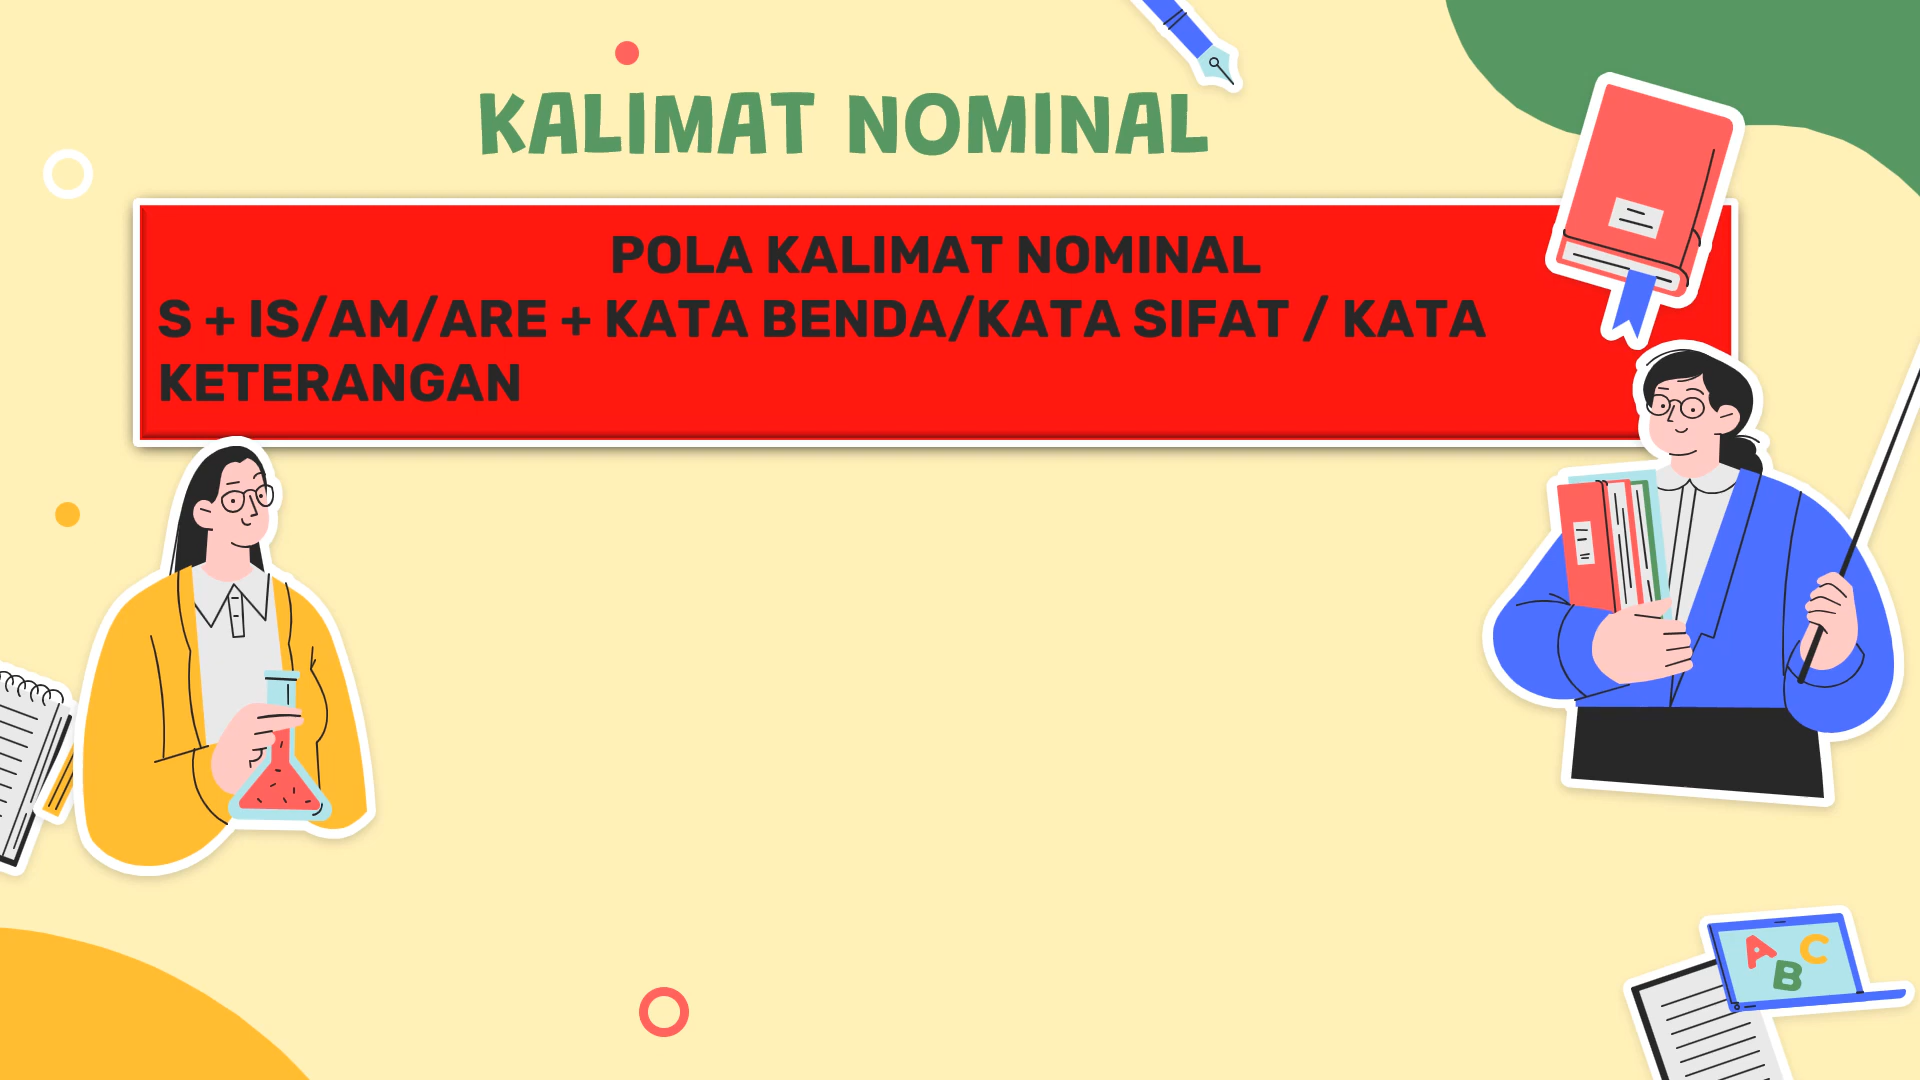 KALIMAT NOMINAL
POLA KALIMAT NOMINAL
S + IS/AM/ARE + KATA BENDA/KATA SIFAT / KATA
KETERANGAN
A B C